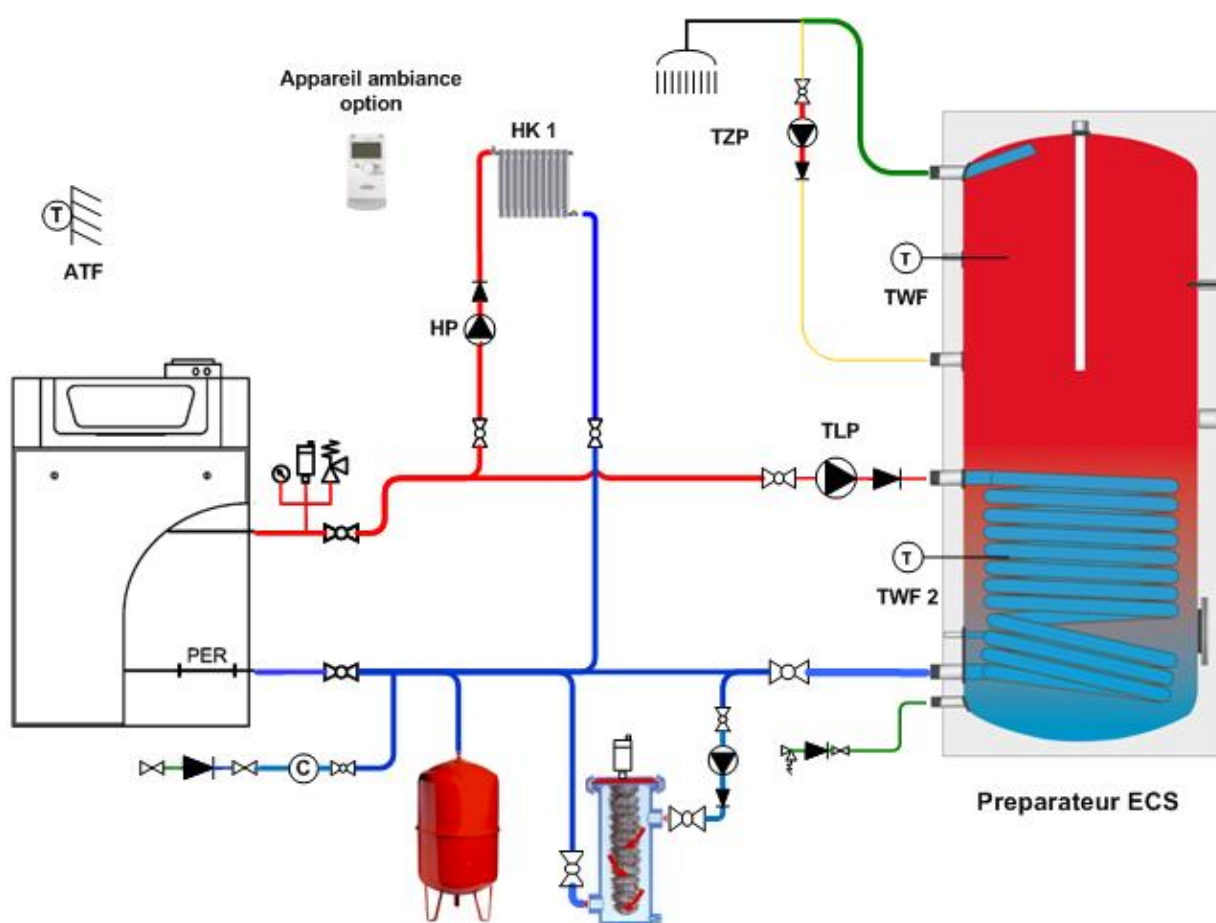 Appareil ambiance
option
HK 1
TZP
T
ATF
T
TWF
HP
TLP
T
TWF 2
PER
C
Preparateur ECS